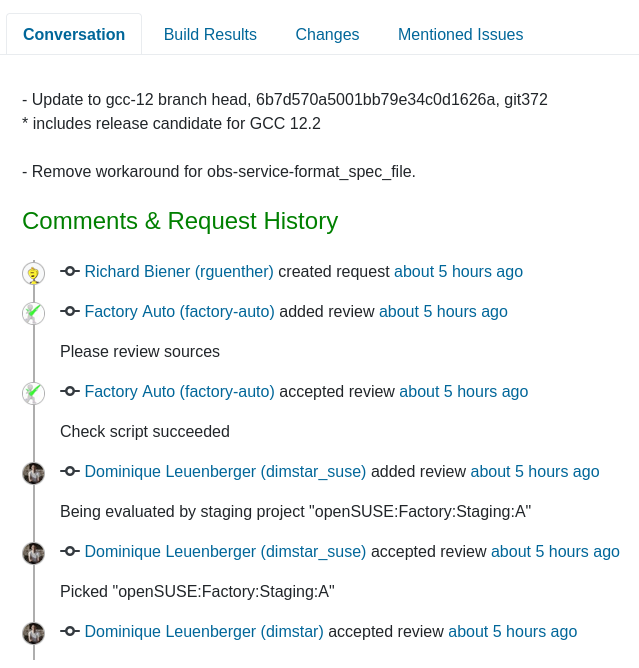 Conversation Build Results Changes Mentioned Issues
- Update to gcc-12 branch head, 6b7d570a5001bb79e34c0d1626a, git372
* includes release candidate for GCC 12.2
- Remove workaround for obs-service-format_spec_file.
Comments & Request History
Richard Biener (rguenther) created request about 5 hours ago
Factory Auto (factory-auto) added review about 5 hours ago
Please review sources
Factory Auto (factory-auto) accepted review about 5 hours ago
Check script succeeded
Dominique Leuenberger (dimstar_suse) added review about 5 hours ago
Being evaluated by staging project "openSUSE:Factory:Staging:A"
Dominique Leuenberger (dimstar_suse) accepted review about 5 hours ago
Picked "openSUSE:Factory:Staging:A"
Dominique Leuenberger (dimstar) accepted review about 5 hours ago